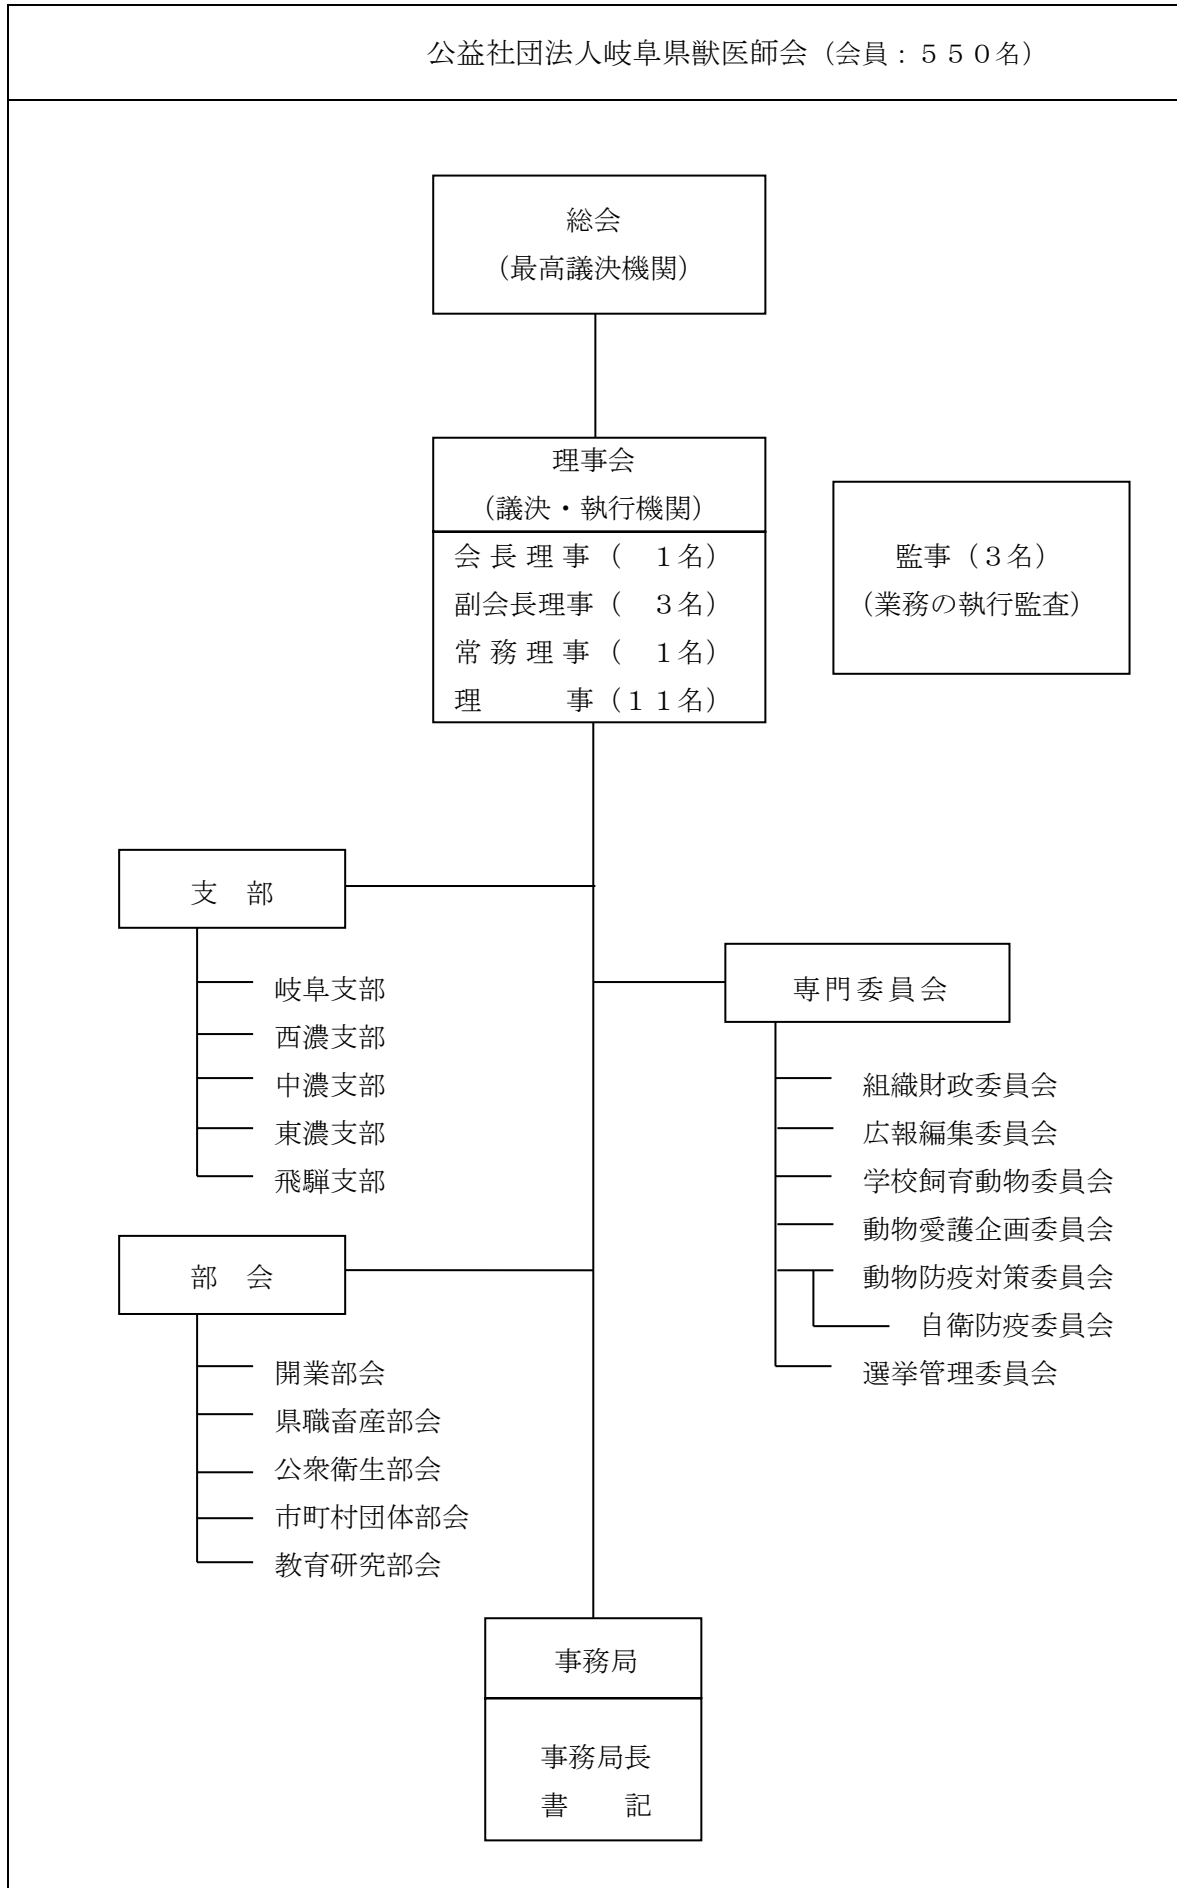 公益社団法人岐阜県獣医師会（会員：５５０名）
総会
（最高議決機関）
理事会
（議決・執行機関）
会 長 理 事（　１名）
副会長理事（　３名）
常 務 理 事（　１名）
理　　　事（１１名）
監事（３名）
（業務の執行監査）
支　部
岐阜支部
西濃支部
中濃支部
東濃支部
飛騨支部
専門委員会
組織財政委員会
広報編集委員会
学校飼育動物委員会
動物愛護企画委員会
動物防疫対策委員会
自衛防疫委員会
選挙管理委員会
部　会
開業部会
県職畜産部会
公衆衛生部会
市町村団体部会
教育研究部会
事務局
事務局長
書　　記